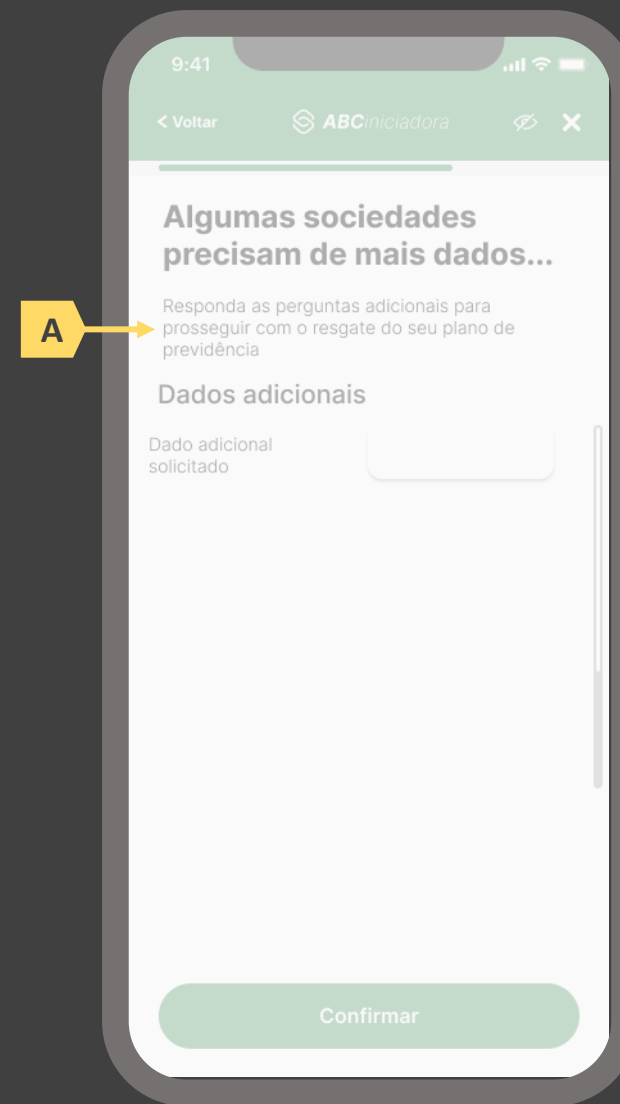 9:41
< Voltar
ABCiniciadora
Algumas sociedades
precisam de mais dados...
Responda as perguntas adicionais para
prosseguir com o resgate do seu plano de
previdência
A
Dados adicionais
Dado adicional
solicitado
Confirmar